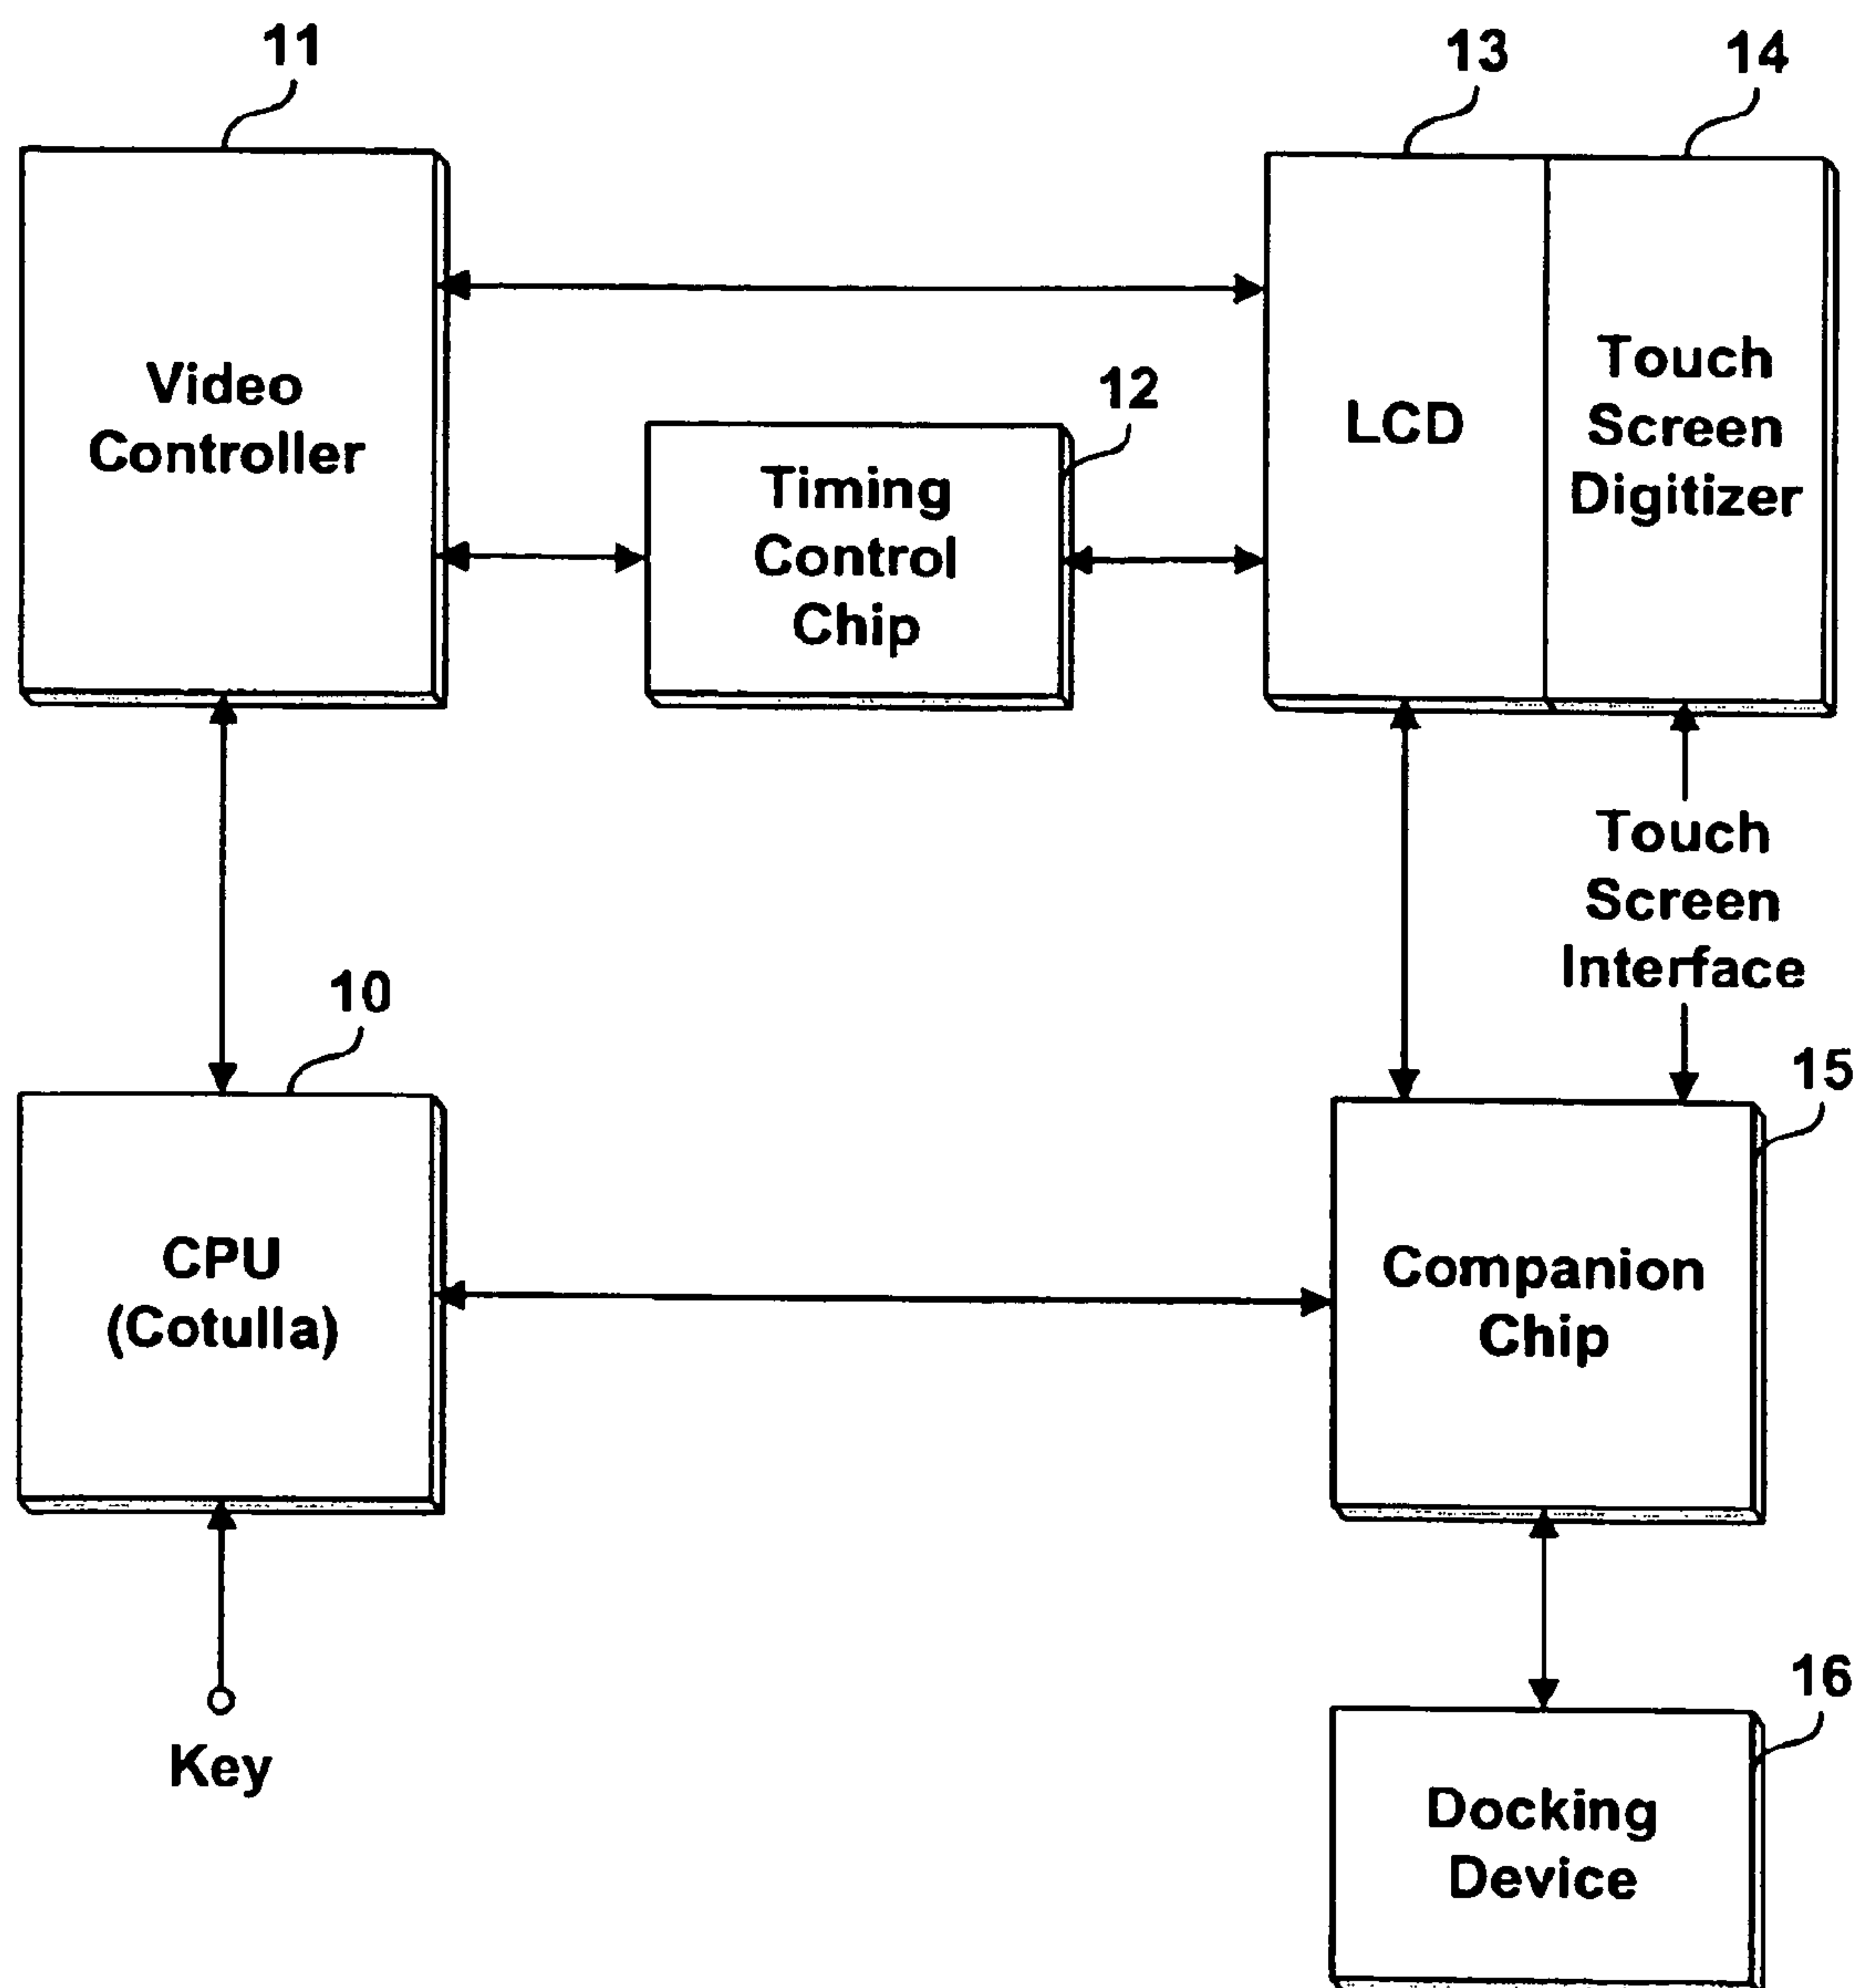 11
13
14
Video
Controller
12
Timing
Control
Chip
LCD
Touch
Screen
Digitizer
Touch
Screen
Interface
10
15
CPU
(Cotulla)
Companion
Chip
Key
16
Docking
Device